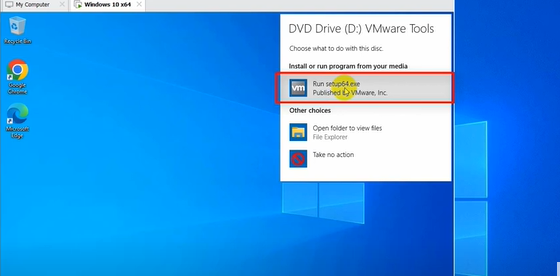 My Computer
Windows 10 x64
DVD Drive (D:) VMware Tools
Choose what to do with this disc.
Install or run program from your media
vm
Run setup64.exe
Published by VMware, Inc.
Other choices
Open folder to view files
File Explorer
Take no action
Recycle Bin
Google
Chrome
Microsoft
Edge